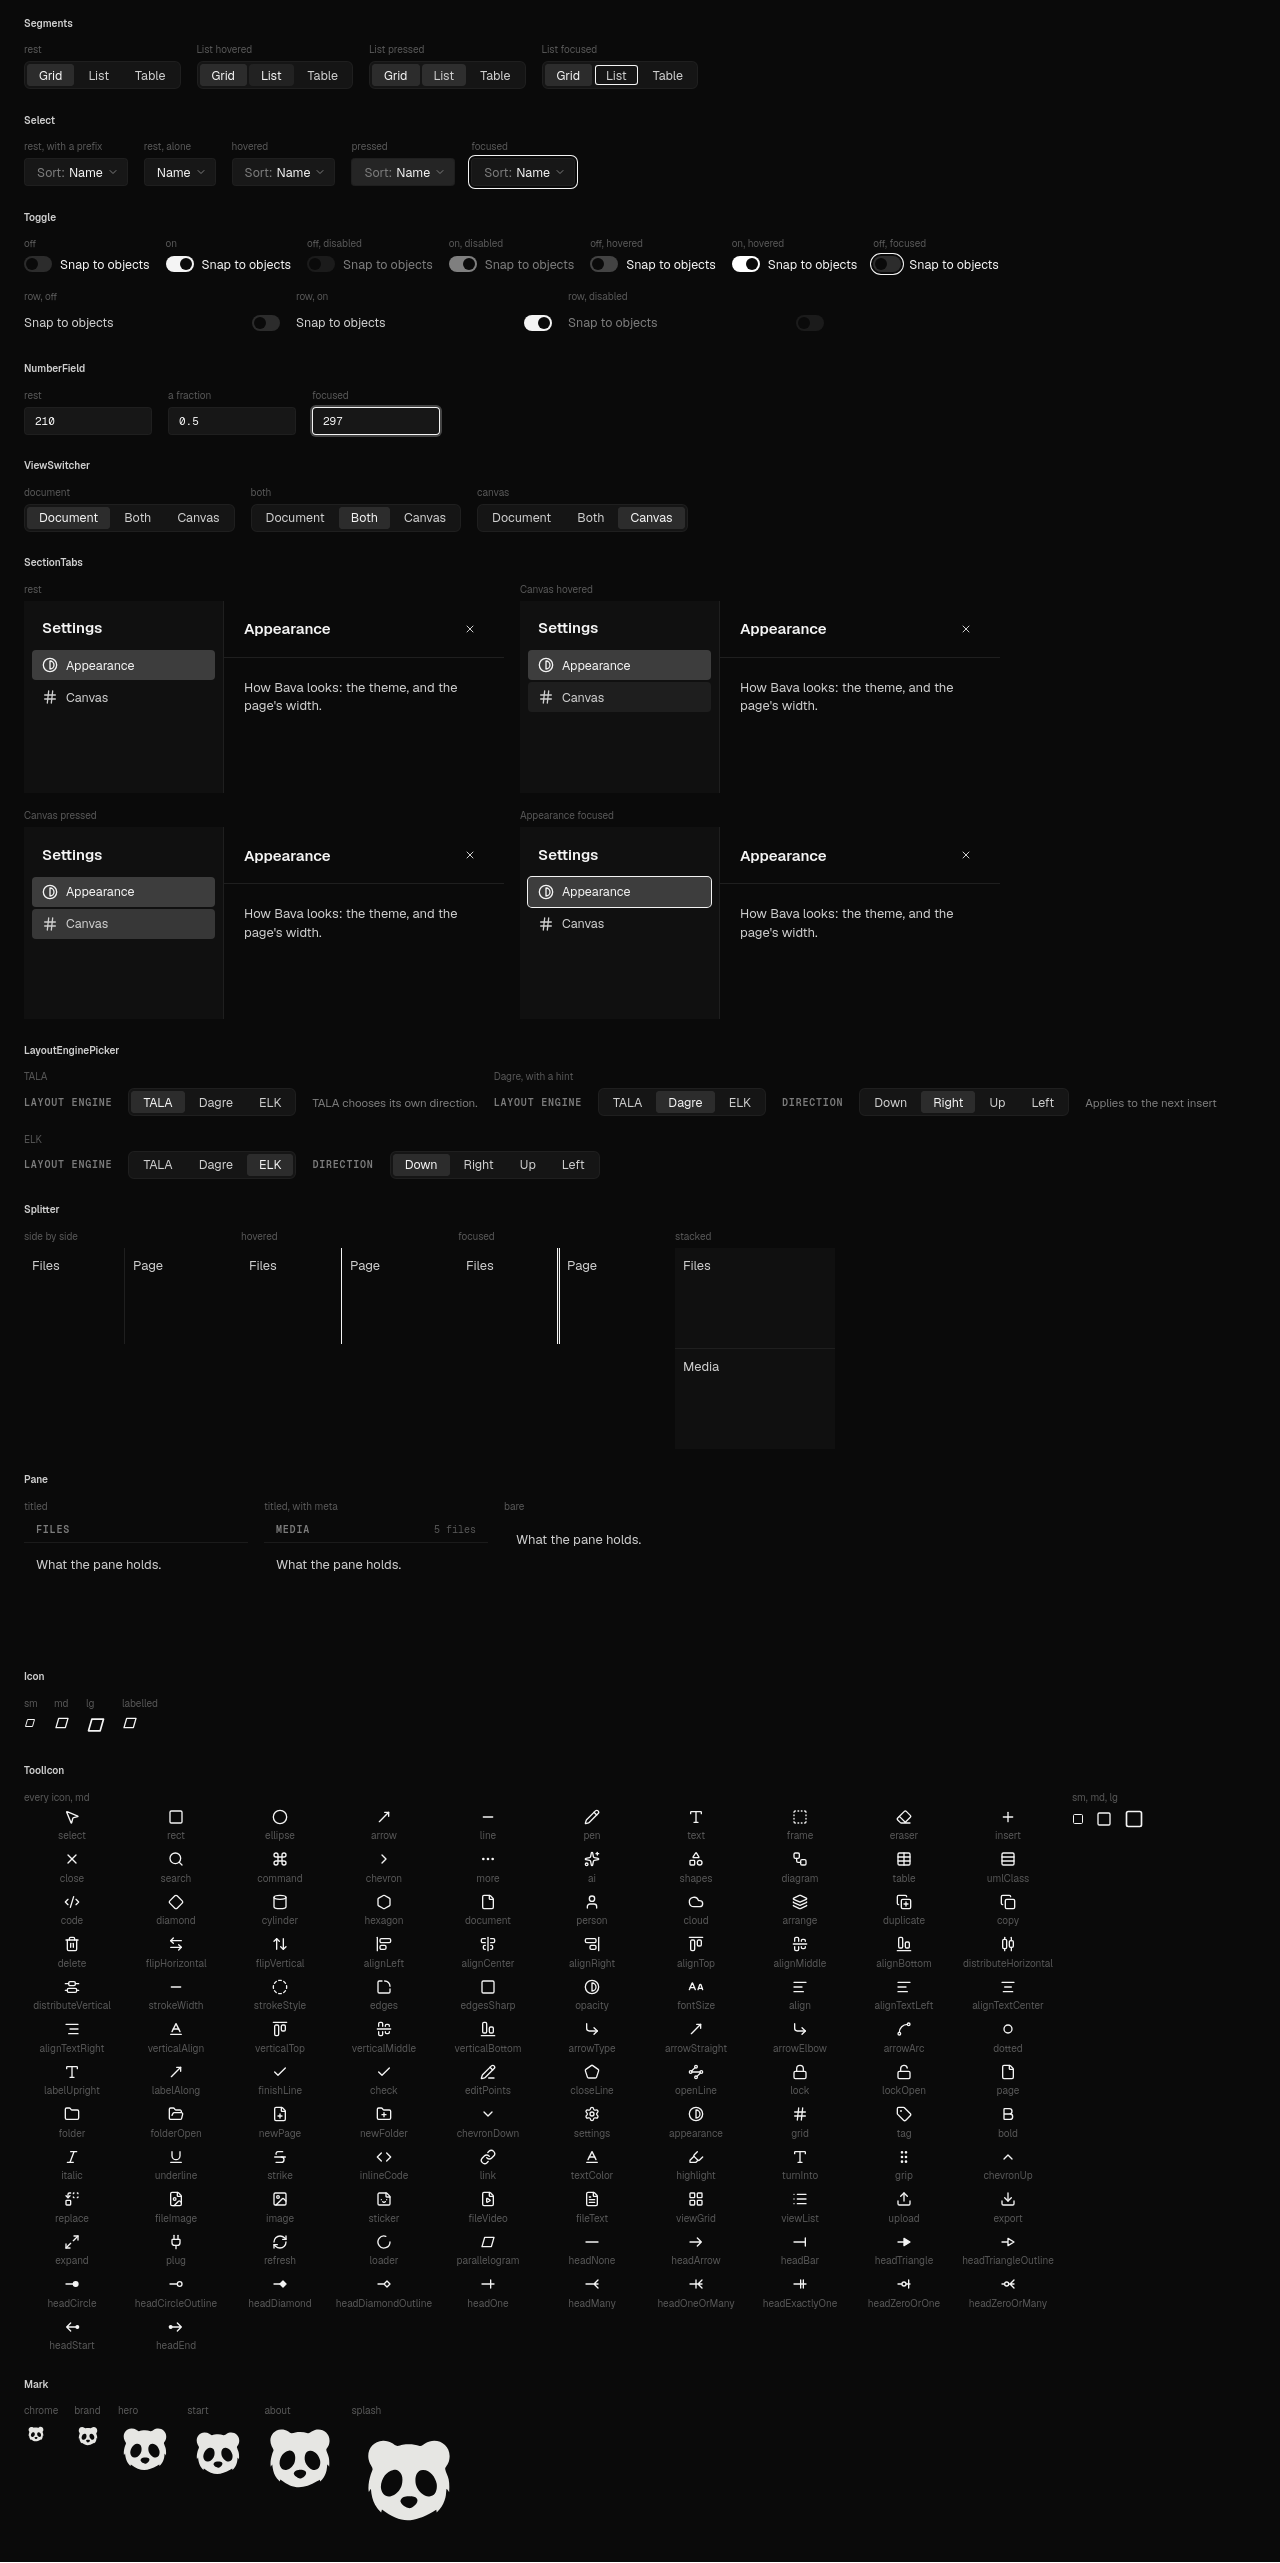 Segments
rest
List hovered
List pressed
List focused
Grid List Table
Grid List Table
Grid List Table
Grid List Table
Select
rest, with a prefix
rest, alone
hovered
pressed
focused
Sort: Name
Name
Sort: Name
Sort: Name
Sort: Name
Toggle
off
on
off, disabled
on, disabled
off, hovered
on, hovered
off, focused
Snap to objects
Snap to objects
Snap to objects
Snap to objects
Snap to objects
Snap to objects
Snap to objects
row, off
row, on
row, disabled
Snap to objects
Snap to objects
Snap to objects
NumberField
rest
a fraction
focused
210
0.5
297
ViewSwitcher
document
both
canvas
Document Both Canvas
Document Both Canvas
Document Both Canvas
SectionTabs
rest
Canvas hovered
Settings
Appearance
Settings
Appearance
Appearance
Canvas
How Bava looks: the theme, and the
page's width.
Appearance
Canvas
How Bava looks: the theme, and the
page's width.
Canvas pressed
Appearance focused
Settings
Appearance
Settings
Appearance
Appearance
Canvas
How Bava looks: the theme, and the
page's width.
Appearance
Canvas
How Bava looks: the theme, and the
page's width.
LayoutEnginePicker
TALA
Dagre, with a hint
LAYOUT ENGINE TALA Dagre ELK TALA chooses its own direction.
LAYOUT ENGINE TALA Dagre ELK DIRECTION Down Right Up Left Applies to the next insert
ELK
LAYOUT ENGINE TALA Dagre ELK DIRECTION Down Right Up Left
Splitter
side by side
hovered
focused
stacked
Files Page
Files Page
Files Page
Files
Media
Pane
titled
titled, with meta
bare
FILES
MEDIA 5 files
What the pane holds.
What the pane holds.
What the pane holds.
Icon
sm md lg labelled
ToolIcon
every icon, md
sm, md, lg
select rect ellipse arrow line pen text frame eraser insert
close search command chevron more ai shapes diagram table umlClass
code diamond cylinder hexagon document person cloud arrange duplicate copy
delete flipHorizontal flipVertical alignLeft alignCenter alignRight alignTop alignMiddle alignBottom distributeHorizontal
distributeVertical strokeWidth strokeStyle edges edgesSharp opacity fontSize align alignTextLeft alignTextCenter
alignTextRight verticalAlign verticalTop verticalMiddle verticalBottom arrowType arrowStraight arrowElbow arrowArc dotted
labelUpright labelAlong finishLine check editPoints closeLine openLine lock lockOpen page
folder folderOpen newPage newFolder chevronDown settings appearance grid tag bold
italic underline strike inlineCode link textColor highlight turnInto grip chevronUp
replace fileImage image sticker fileVideo fileText viewGrid viewList upload export
expand plug refresh loader parallelogram headNone headArrow headBar headTriangle headTriangleOutline
headCircle headCircleOutline headDiamond headDiamondOutline headOne headMany headOneOrMany headExactlyOne headZeroOrOne headZeroOrMany
headStart headEnd
Mark
chrome brand hero start about splash